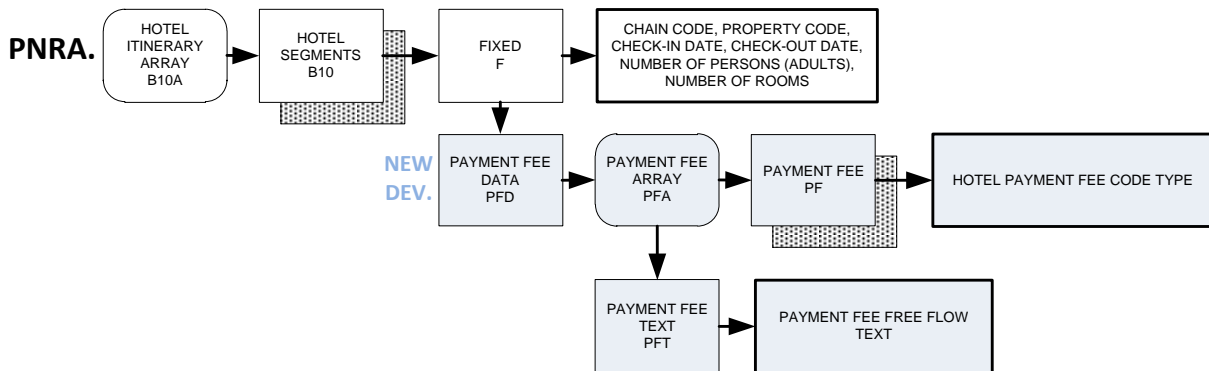 PNRA.
HOTEL
ITINERARY
ARRAY
B10A
HOTEL
SEGMENTS
B10
FIXED
F
CHAIN CODE, PROPERTY CODE,
CHECK-IN DATE, CHECK-OUT DATE,
NUMBER OF PERSONS (ADULTS),
NUMBER OF ROOMS
NEW
DEV.
PAYMENT FEE
DATA
PFD
PAYMENT FEE
ARRAY
PFA
PAYMENT FEE
PF
HOTEL PAYMENT FEE CODE TYPE
PAYMENT FEE
TEXT
PFT
PAYMENT FEE FREE FLOW
TEXT